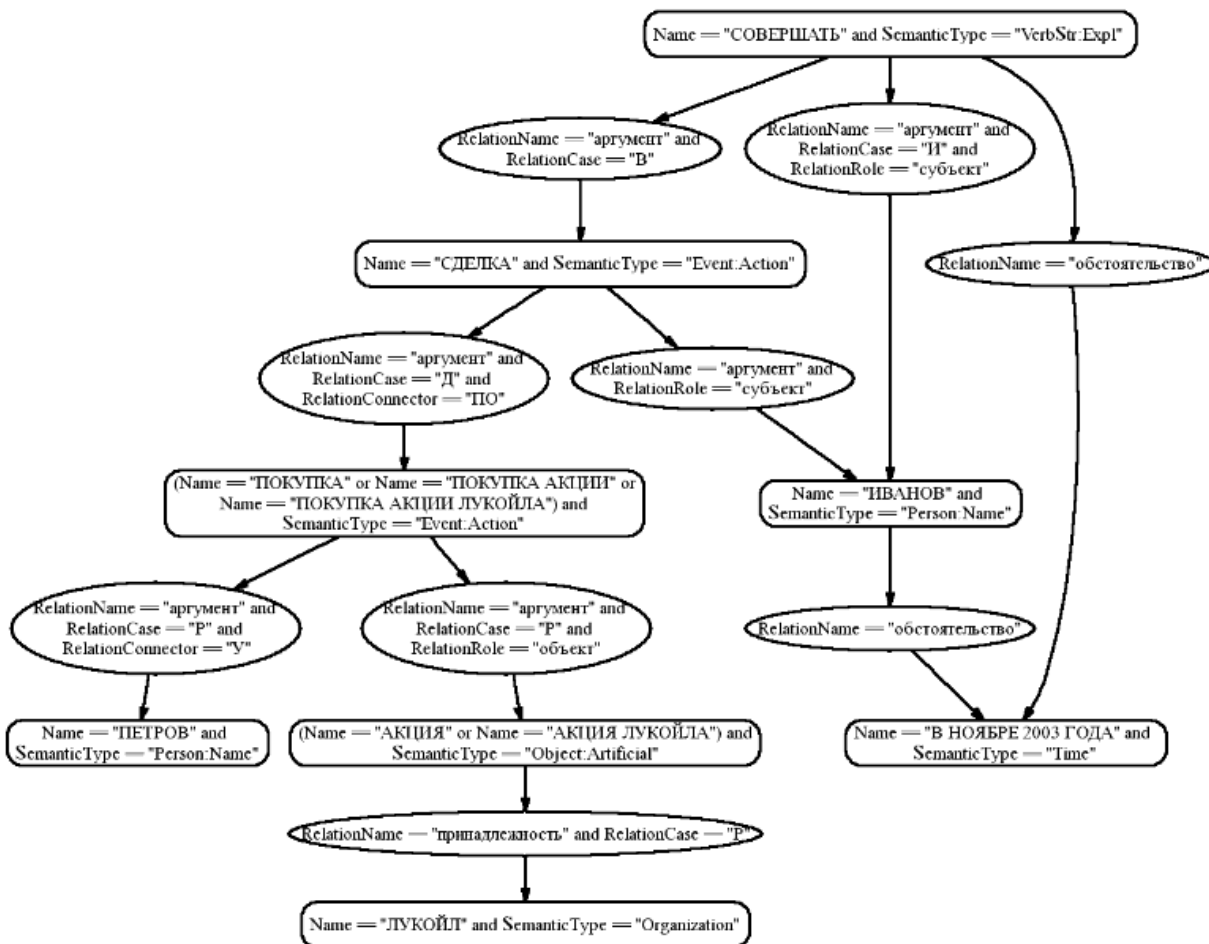 Name == "СОВЕРШАТЬ" and SemanticType == "VerbStr:Expl"
RelationName == "аргумент" and
RelationCase == "В"
RelationName == "аргумент" and
RelationCase == "И" and
RelationRole == "субъект"
Name == "СДЕЛКА" and SemanticType == "Event:Action"
RelationName == "обстоятельство"
RelationName == "аргумент" and
RelationCase == "Д" and
RelationConnector == "ПО"
RelationName == "аргумент" and
RelationRole == "субъект"
(Name == "ПОКУПКА" or Name == "ПОКУПКА АКЦИИ" or
Name == "ПОКУПКА АКЦИИ ЛУКОЙЛА") and
SemanticType == "Event:Action"
Name == "ИВАНОВ" and
SemanticType == "Person:Name"
RelationName == "аргумент" and
RelationCase == "Р" and
RelationConnector == "У"
RelationName == "аргумент" and
RelationCase == "Р" and
RelationRole == "объект"
RelationName == "обстоятельство"
Name == "ПЕТРОВ" and
SemanticType == "Person:Name"
(Name == "АКЦИЯ" or Name == "АКЦИЯ ЛУКОЙЛА") and
SemanticType == "Object:Artificial"
Name == "В НОЯБРЕ 2003 ГОДА" and
SemanticType == "Time"
RelationName == "принадлежность" and RelationCase == "Р"
Name == "ЛУКОЙЛ" and SemanticType == "Organization"